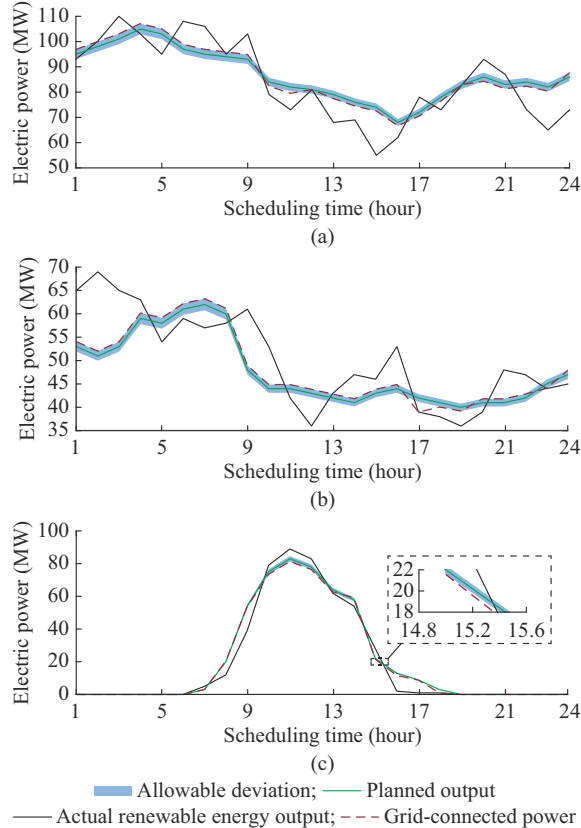 110
100
90
80
70
60
50
Electric power (MW)
1 5 9 13 17 21 24
Scheduling time (hour)
(a)
70
65
60
55
50
45
40
35
Electric power (MW)
1 5 9 13 17 21 24
Scheduling time (hour)
(b)
100
80
60
40
20
0
Electric power (MW)
22
20
18
14.8 15.2 15.6
1 5 9 13 17 21 24
Scheduling time (hour)
(c)
Allowable deviation; Planned output
Actual renewable energy output; Grid-connected power